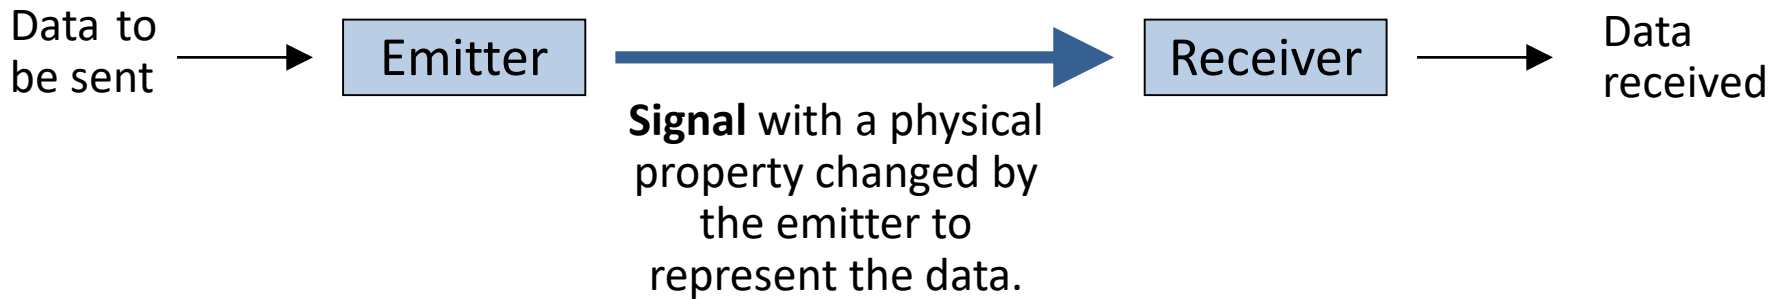 Data to
be sent
Emitter
Signal with a physical
property changed by
the emitter to
represent the data.
Receiver
Data
received